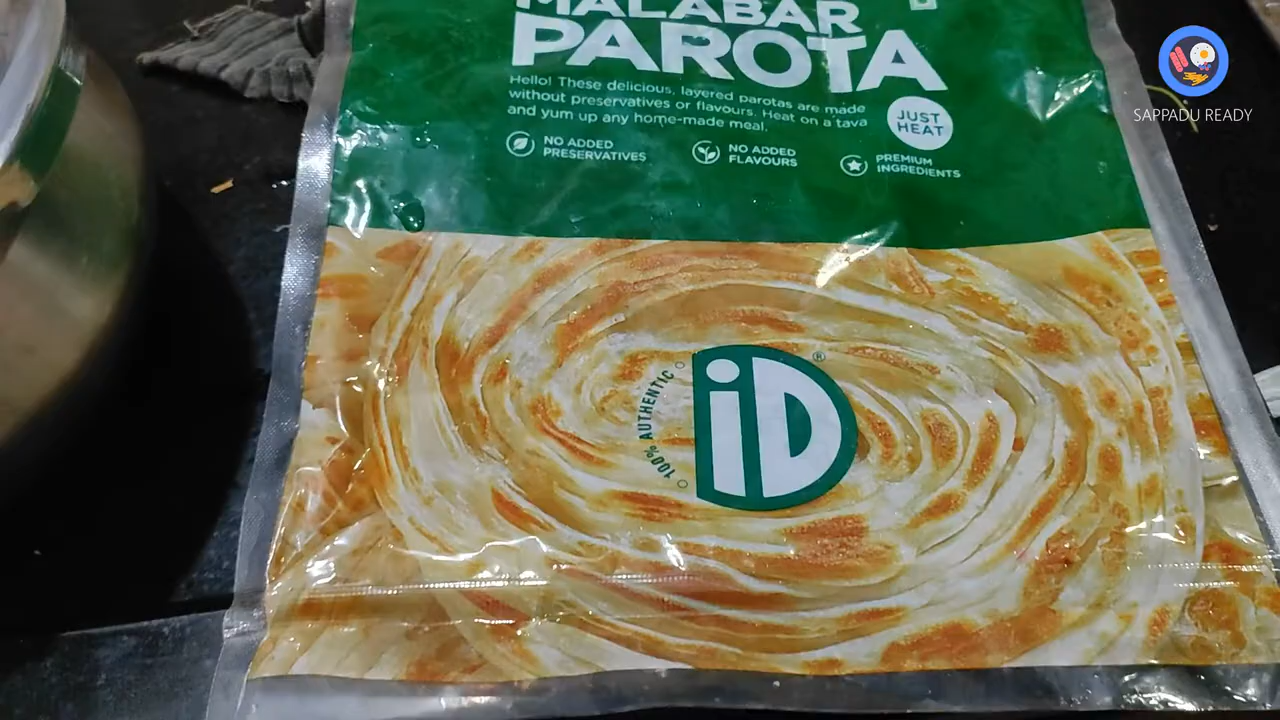 MALABAR
PAROTA
Hello! These delicious, layered parotas are made
without preservatives or flavours. Heat on a tava
and yum up any home-made meal.
JUST
HEAT
NO ADDED
PRESERVATIVES
NO ADDED
FLAVOURS
PREMIUM
INGREDIENTS
100% AUTHENTIC
iD ®
SAPPADU READY